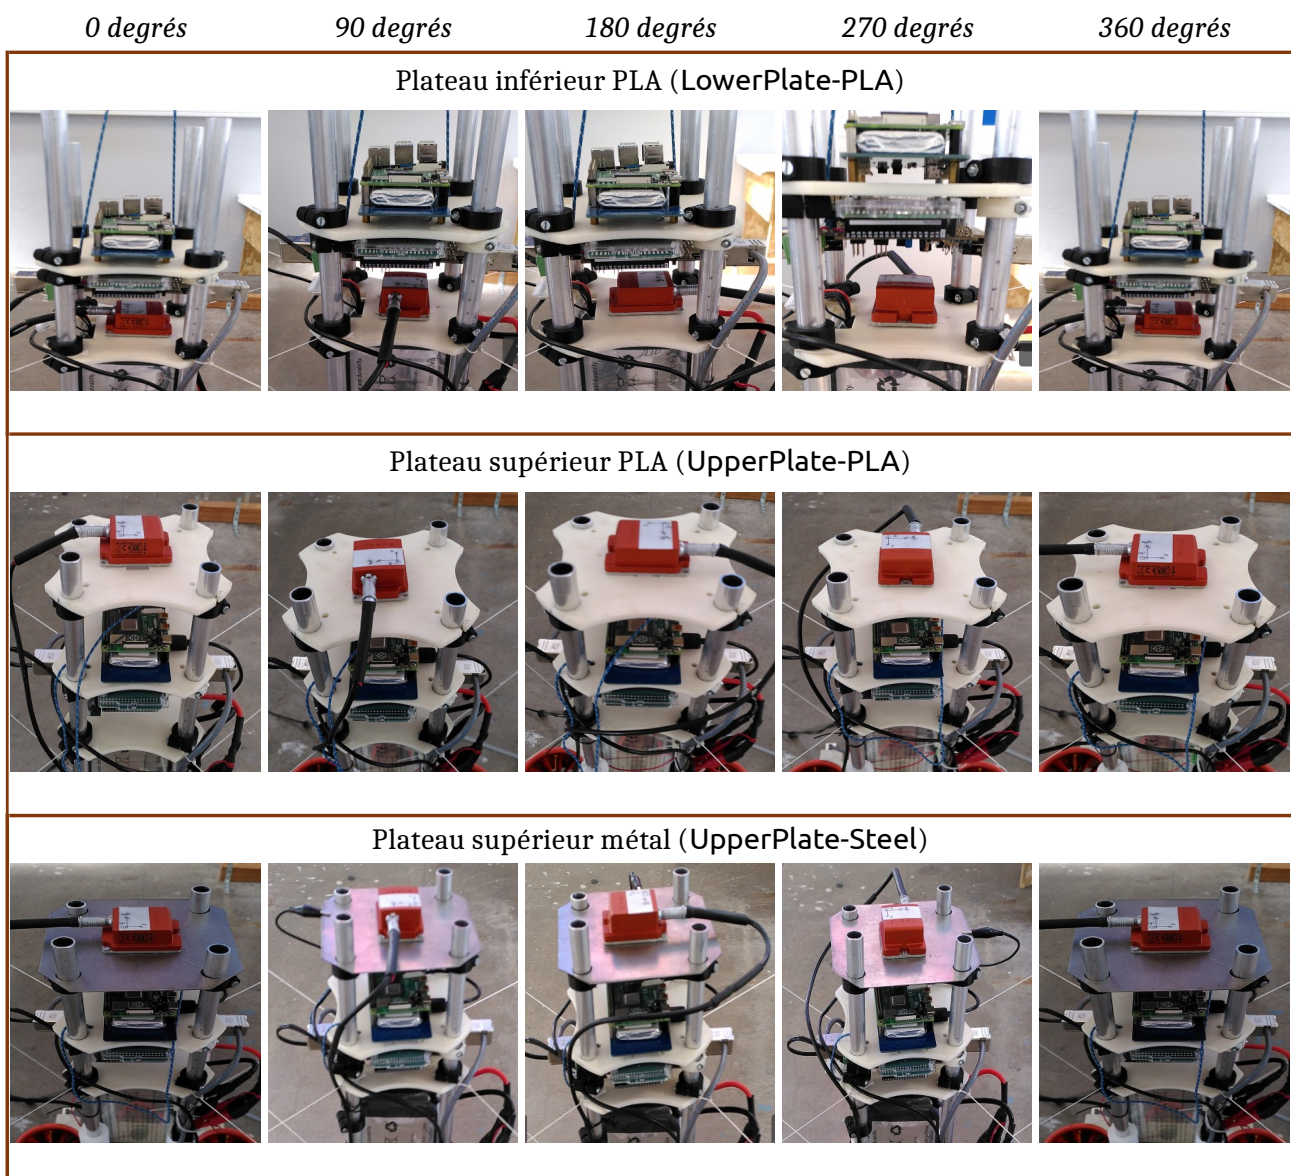 0 degrés 90 degrés 180 degrés 270 degrés 360 degrés
Plateau inférieur PLA (LowerPlate-PLA)
Plateau supérieur PLA (UpperPlate-PLA)
Plateau supérieur métal (UpperPlate-Steel)